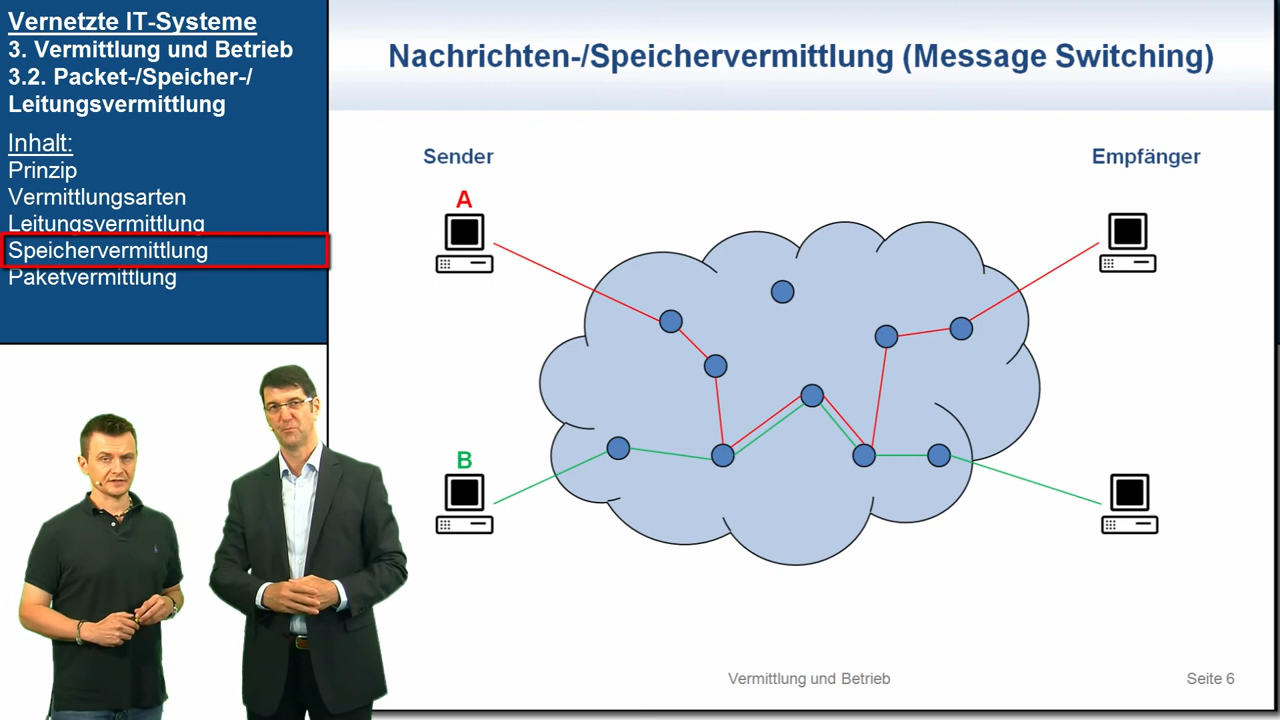 Vernetzte IT-Systeme
3. Vermittlung und Betrieb
3.2. Packet-/Speicher-/
Leitungsvermittlung
Inhalt:
Prinzip
Vermittlungsarten
Leitungsvermittlung
Speichervermittlung
Paketvermittlung
Nachrichten-/Speichervermittlung (Message Switching)
Sender
Empfänger
A
B
Vermittlung und Betrieb
Seite 6